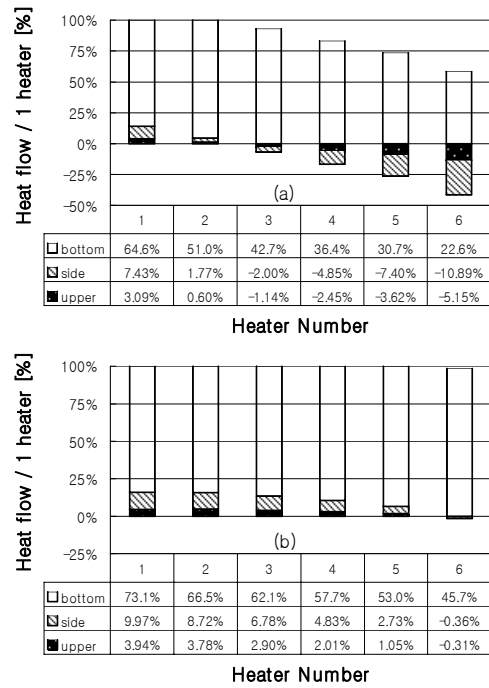 Heat flow / 1 heater [%]
100%
75%
50%
25%
0%
-25%
-50%
(a)
1 2 3 4 5 6
bottom 64.6% 51.0% 42.7% 36.4% 30.7% 22.6%
side 7.43% 1.77% -2.00% -4.85% -7.40% -10.89%
upper 3.09% 0.60% -1.14% -2.45% -3.62% -5.15%
Heater Number
Heat flow / 1 heater [%]
100%
75%
50%
25%
0%
-25%
(b)
1 2 3 4 5 6
bottom 73.1% 66.5% 62.1% 57.7% 53.0% 45.7%
side 9.97% 8.72% 6.78% 4.83% 2.73% -0.36%
upper 3.94% 3.78% 2.90% 2.01% 1.05% -0.31%
Heater Number